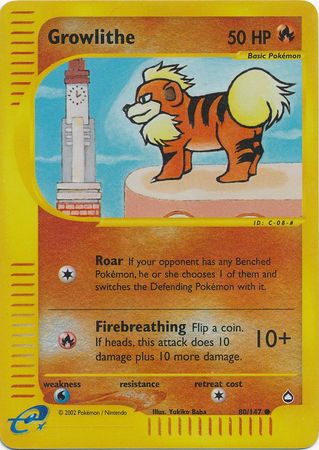 Growlithe 50 HP
Basic Pokémon
ID: C-08-#
Roar If your opponent has any Benched
Pokémon, he or she chooses 1 of them and
switches the Defending Pokémon with it.
Firebreathing Flip a coin.
If heads, this attack does 10
damage plus 10 more damage.
10+
weakness resistance retreat cost
© 2002 Pokémon / Nintendo Illus. Yukiko Baba 80/147
e